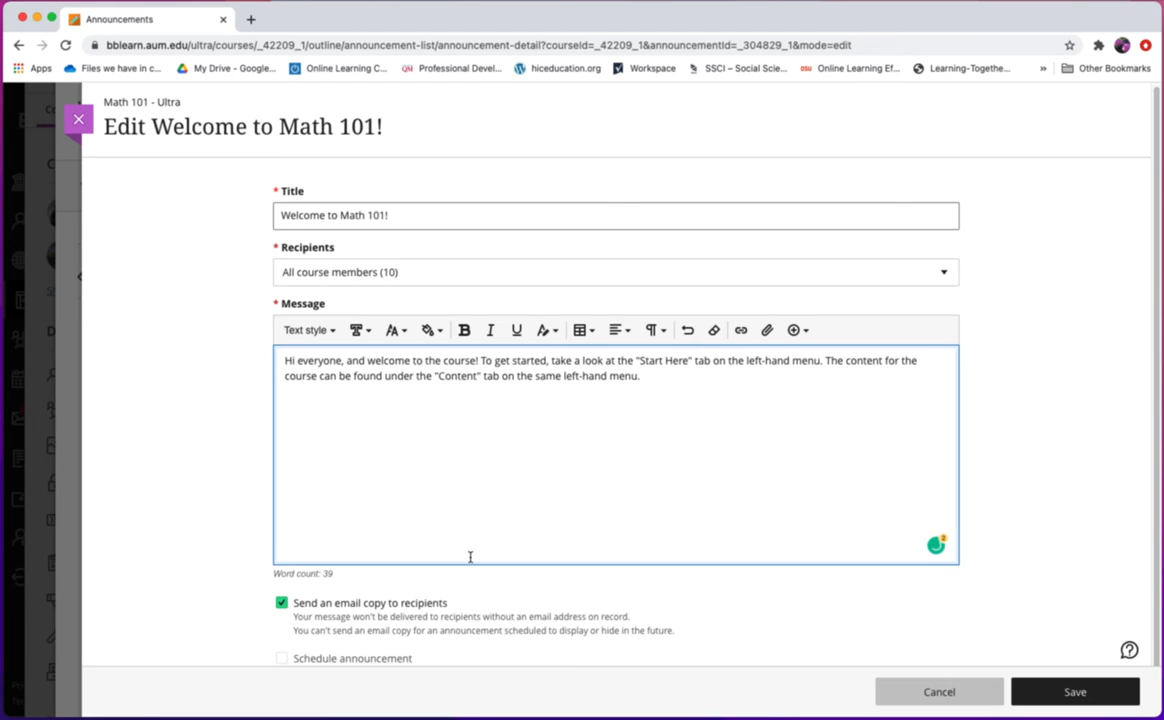 Announcements
bblearn.aum.edu/ultra/courses/_42209_1/outline/announcement-list/announcement-detail?courseId=_42209_1&announcementId=_304829_1&mode=edit
Apps Files we have in c... My Drive - Google... Online Learning C... QM Professional Devel... hiceducation.org Workspace SSCI – Social Scie... OSU Online Learning Ef... Learning-Togethe... » Other Bookmarks
Math 101 - Ultra
Edit Welcome to Math 101!
* Title
Welcome to Math 101!
* Recipients
All course members (10)
* Message
Text style
Hi everyone, and welcome to the course! To get started, take a look at the "Start Here" tab on the left-hand menu. The content for the
course can be found under the "Content" tab on the same left-hand menu.
2
Word count: 39
Send an email copy to recipients
Your message won't be delivered to recipients without an email address on record.
You can't send an email copy for an announcement scheduled to display or hide in the future.
Schedule announcement
Cancel Save